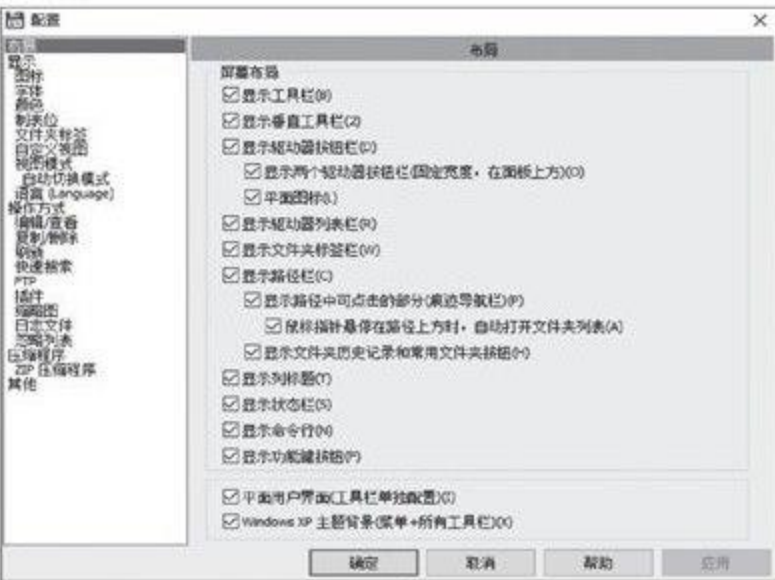 配置
布局
显示
图标
字体
颜色
制表位
文件夹标签
自定义视图
视图模式
自动切换模式
语言 (Language)
操作方式
编辑/查看
复制/删除
刷新
快速搜索
FTP
插件
缩略图
日志文件
忽略列表
压缩程序
ZIP 压缩程序
其他
布局
屏幕布局
显示工具栏(B)
显示垂直工具栏(2)
显示驱动器按钮栏(D)
显示两个驱动器按钮栏(固定宽度，在面板上方)(O)
平面图标(L)
显示驱动器列表栏(R)
显示文件夹标签栏(W)
显示路径栏(C)
显示路径中可点击的部分(痕迹导航栏)(P)
鼠标指针悬停在路径上方时，自动打开文件夹列表(A)
显示文件夹历史记录和常用文件夹按钮(H)
显示列标题(T)
显示状态栏(S)
显示命令行(N)
显示功能键按钮(F)
平面用户界面(工具栏单独配置)(I)
Windows XP 主题背景(菜单+所有工具栏)(X)
确定
取消
帮助
应用